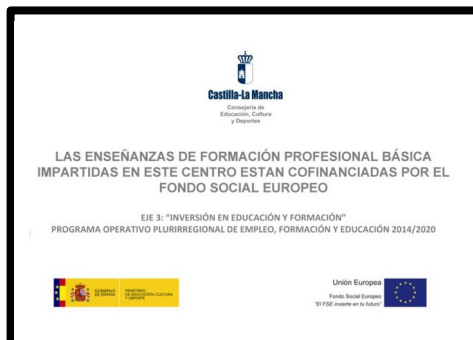 Castilla-La Mancha
Consejería de
Educación, Cultura
y Deportes
LAS ENSEÑANZAS DE FORMACIÓN PROFESIONAL BÁSICA
IMPARTIDAS EN ESTE CENTRO ESTAN COFINANCIADAS POR EL
FONDO SOCIAL EUROPEO
EJE 3: "INVERSIÓN EN EDUCACIÓN Y FORMACIÓN"
PROGRAMA OPERATIVO PLURIRREGIONAL DE EMPLEO, FORMACIÓN Y EDUCACIÓN 2014/2020
GOBIERNO
DE ESPAÑA
MINISTERIO
DE EDUCACIÓN, CULTURA
Y DEPORTE
Unión Europea
Fondo Social Europeo
"El FSE invierte en tu futuro"